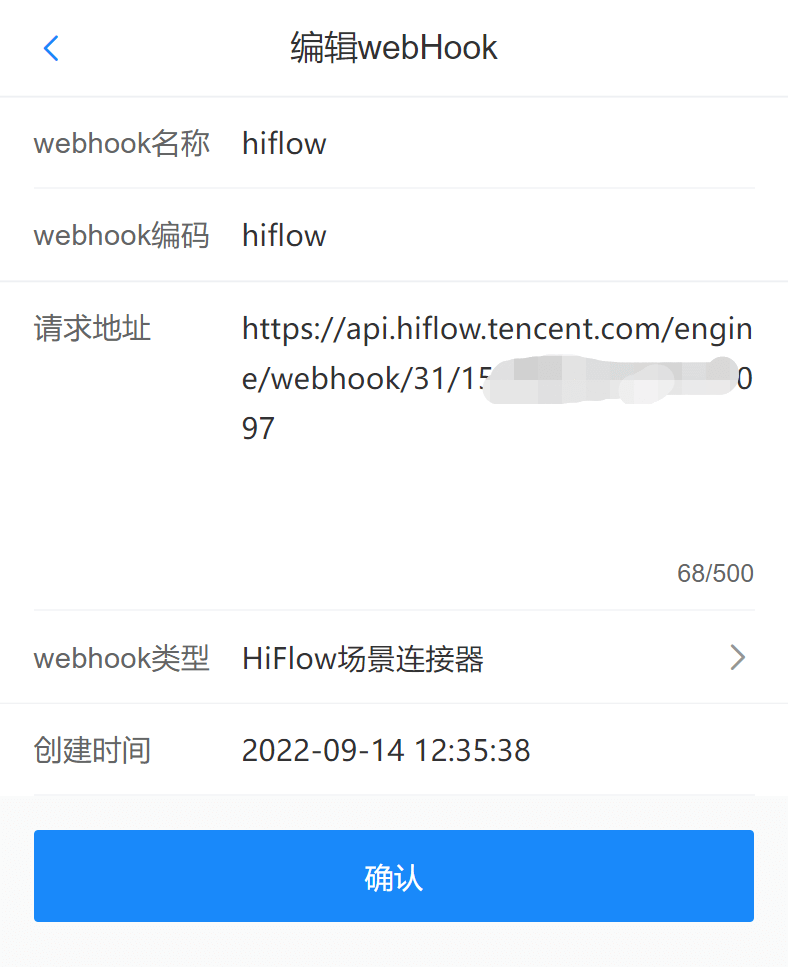 编辑webHook
webhook名称 hiflow
webhook编码 hiflow
请求地址 https://api.hiflow.tencent.com/engin
e/webhook/31/15 0
97
68/500
webhook类型 HiFlow场景连接器
创建时间 2022-09-14 12:35:38
确认